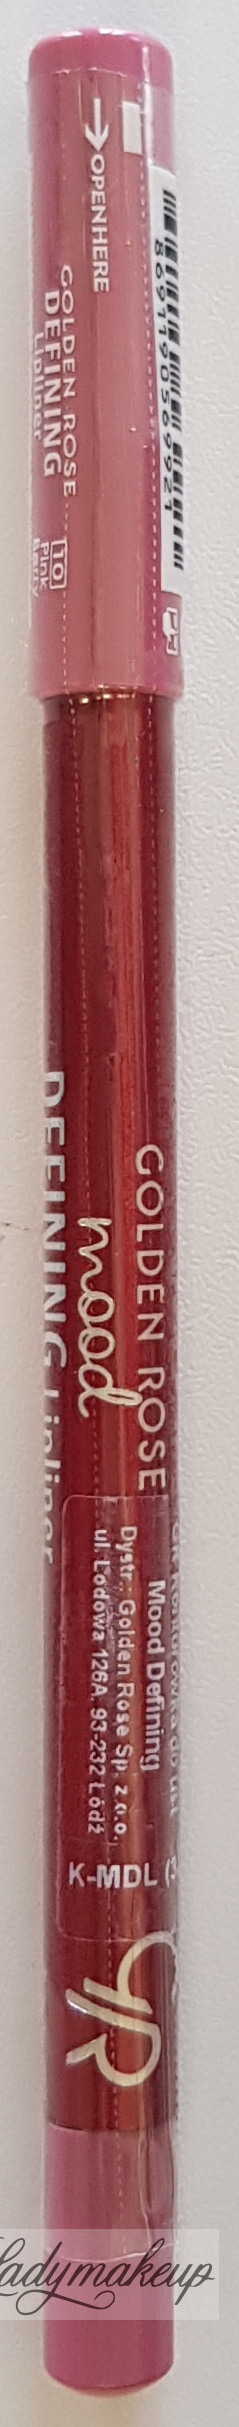 OPENHERE
8691190569921
GOLDEN ROSE
DEFINING
Lipliner
10
Pink
Berry
GOLDEN ROSE
mood
DEFINING Lipliner
Mood Defining
Dystr.: Golden Rose Sp. z o.o.
ul. Lodowa 126A, 93-232 Łódź
K-MDL
GR
ladymakeup